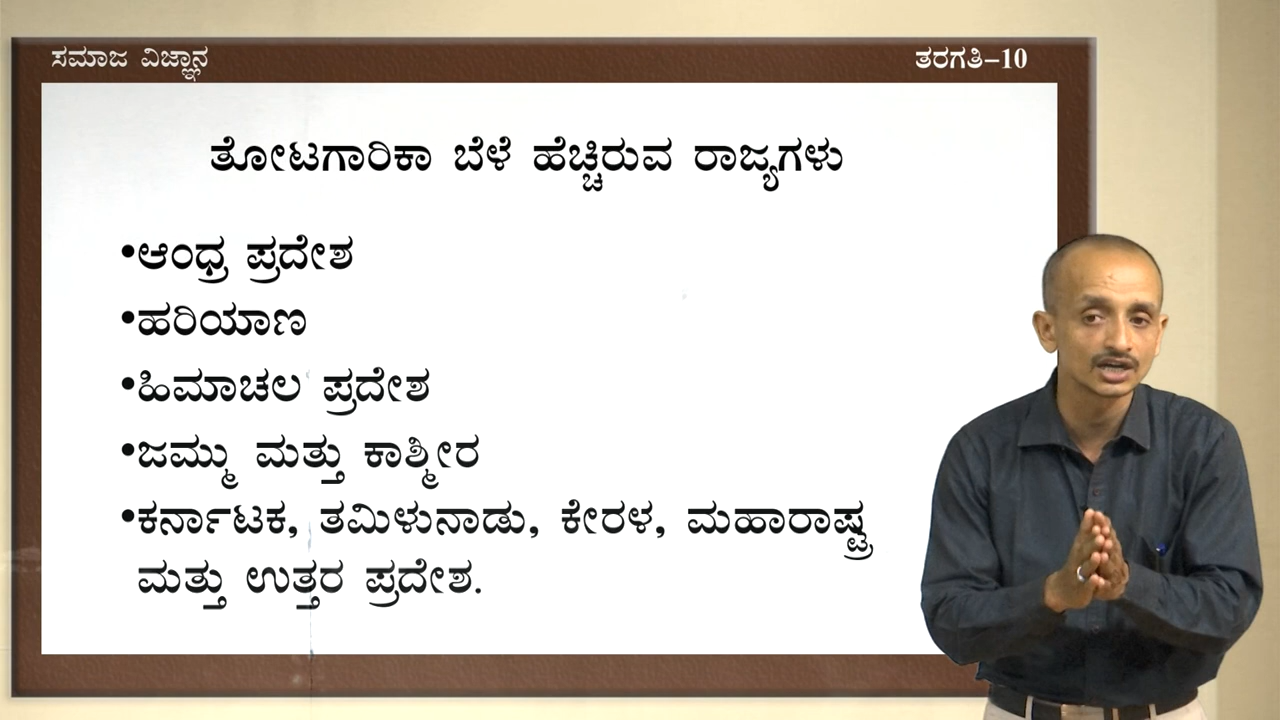 ಸಮಾಜ ವಿಜ್ಞಾನ
ತರಗತಿ-10
ತೋಟಗಾರಿಕಾ ಬೆಳೆ ಹೆಚ್ಚಿರುವ ರಾಜ್ಯಗಳು
•ಆಂಧ್ರ ಪ್ರದೇಶ
•ಹರಿಯಾಣ
•ಹಿಮಾಚಲ ಪ್ರದೇಶ
•ಜಮ್ಮು ಮತ್ತು ಕಾಶ್ಮೀರ
•ಕರ್ನಾಟಕ, ತಮಿಳುನಾಡು, ಕೇರಳ, ಮಹಾರಾಷ್ಟ್ರ
ಮತ್ತು ಉತ್ತರ ಪ್ರದೇಶ.